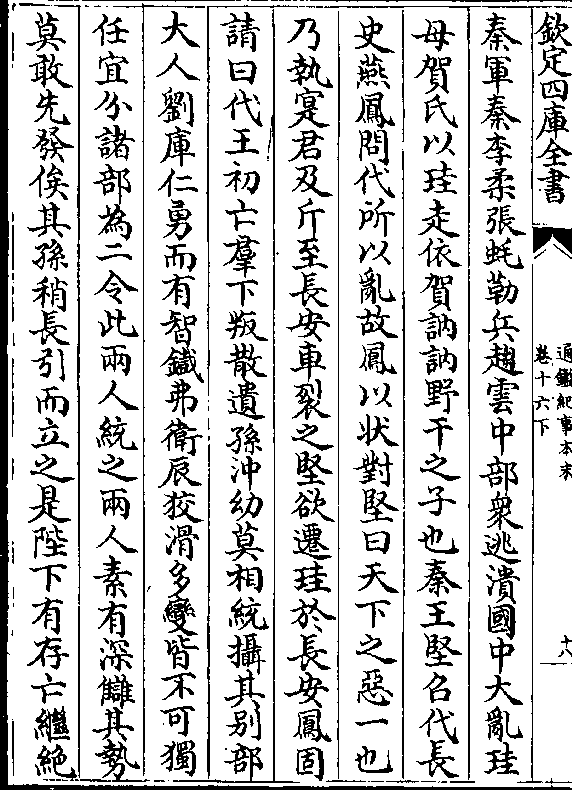 欽定四庫全書
通鑑紀事本末
卷十六下
十八
秦軍秦李柔張蚝勒兵趨雲中部衆逃潰國中大亂珪
母賀氏以珪走依賀訥訥野干之子也秦王堅召代長
史燕鳳問代所以亂故鳳以状對堅曰天下之惡一也
乃執寔君及斤至長安車裂之堅欲遷珪於長安鳳固
請曰代王初亡羣下叛散遺孫沖幼莫相統攝其别部
大人劉庫仁勇而有智鐵弗衛辰狡滑多變皆不可獨
任宜分諸部為二令此兩人統之兩人素有深讎其勢
莫敢先發俟其孫稍長引而立之是陛下有存亡繼絶